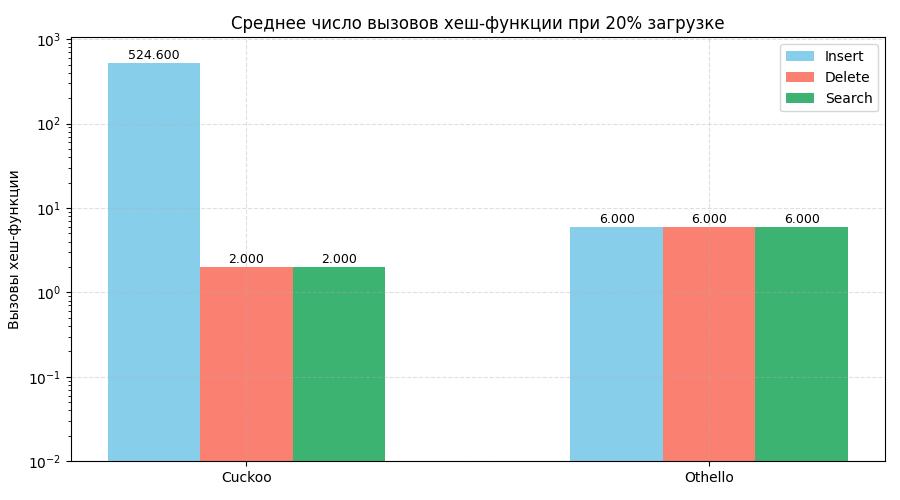 Среднее число вызовов хеш-функции при 20% загрузке
Вызовы хеш-функции
10³
10²
10¹
10⁰
10⁻¹
10⁻²
524.600
2.000
2.000
6.000
6.000
6.000
Insert
Delete
Search
Cuckoo
Othello